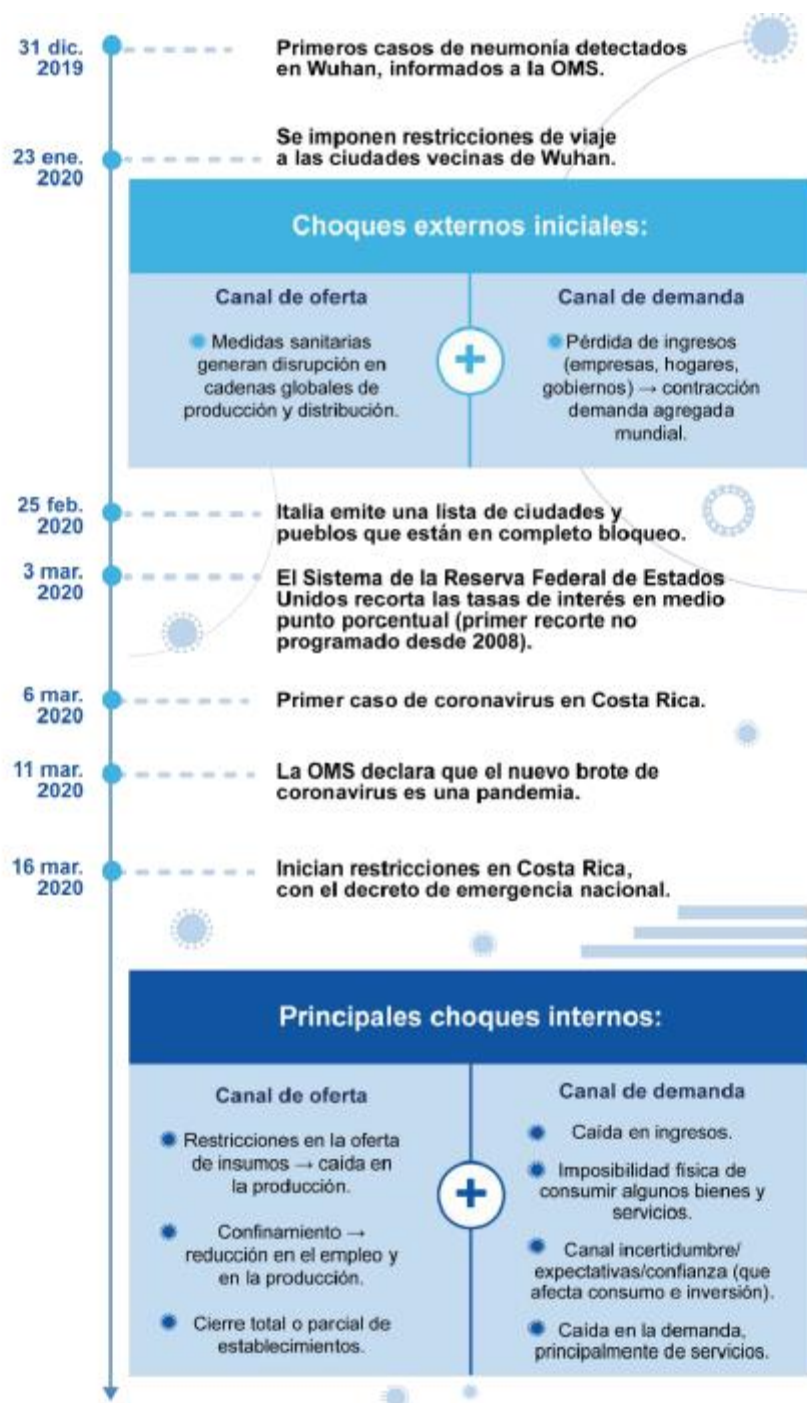 31 dic.
2019
Primeros casos de neumonía detectados
en Wuhan, informados a la OMS.
23 ene.
2020
Se imponen restricciones de viaje
a las ciudades vecinas de Wuhan.
Choques externos iniciales:
Canal de oferta
Medidas sanitarias
generan disrupción en
cadenas globales de
producción y distribución.
+
Canal de demanda
Pérdida de ingresos
(empresas, hogares,
gobiernos) → contracción
demanda agregada
mundial.
25 feb.
2020
Italia emite una lista de ciudades y
pueblos que están en completo bloqueo.
3 mar.
2020
El Sistema de la Reserva Federal de Estados
Unidos recorta las tasas de interés en medio
punto porcentual (primer recorte no
programado desde 2008).
6 mar.
2020
Primer caso de coronavirus en Costa Rica.
11 mar.
2020
La OMS declara que el nuevo brote de
coronavirus es una pandemia.
16 mar.
2020
Inician restricciones en Costa Rica,
con el decreto de emergencia nacional.
Principales choques internos:
Canal de oferta
Restricciones en la oferta
de insumos → caída en
la producción.
Confinamiento →
reducción en el empleo y
en la producción.
Cierre total o parcial de
establecimientos.
+
Canal de demanda
Caída en ingresos.
Imposibilidad física de
consumir algunos bienes y
servicios.
Canal incertidumbre/
expectativas/confianza (que
afecta consumo e inversión).
Caída en la demanda,
principalmente de servicios.